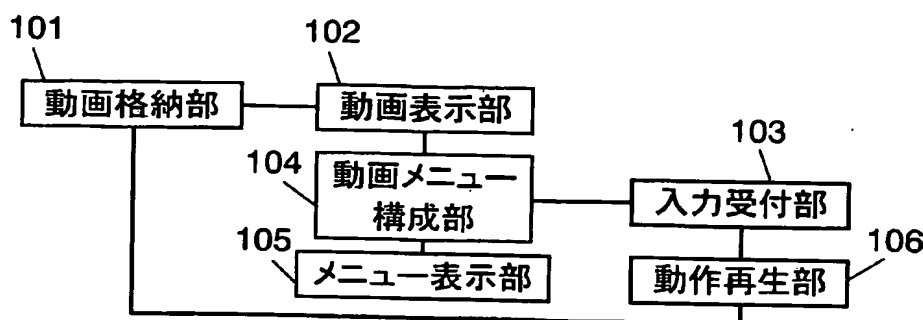 101
動画格納部
102
動画表示部
103
入力受付部
104
動画メニュー
構成部
105
メニュー表示部
106
動作再生部